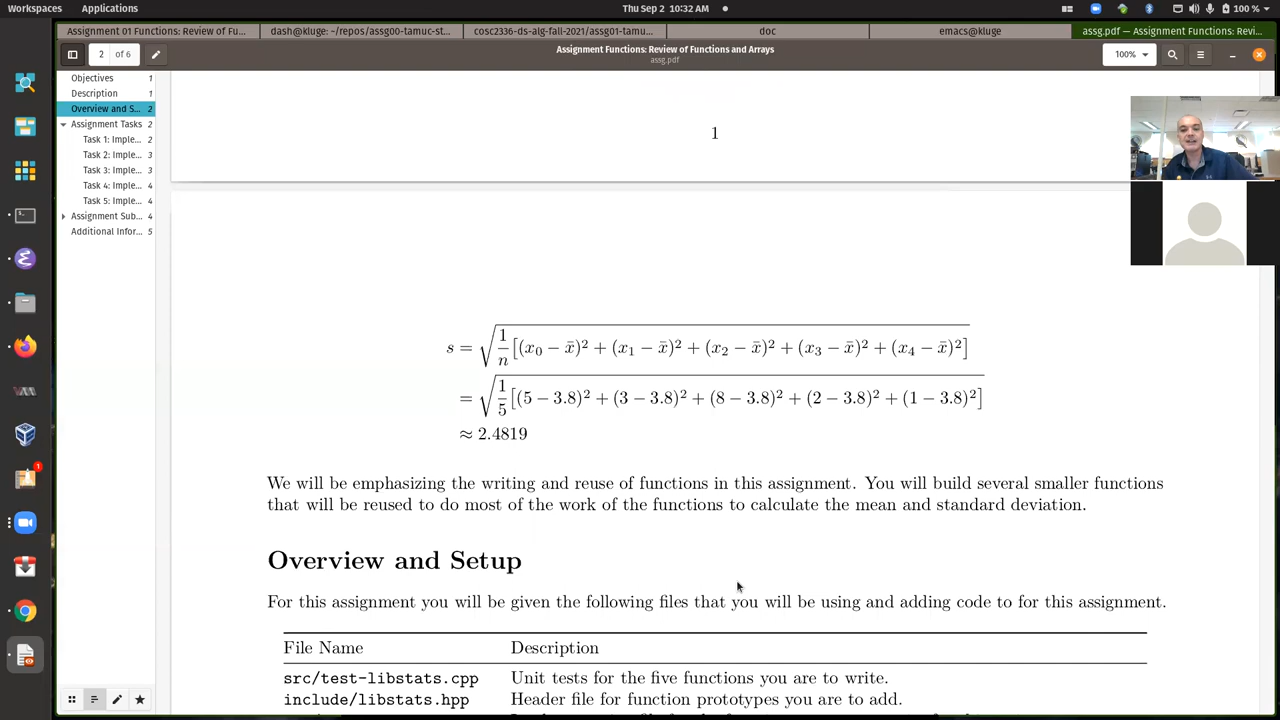 Workspaces Applications Thu Sep 2 10:32 AM 100 %
Assignment 01 Functions: Review of Fu... dash@kluge: ~/repos/assg00-tamuc-st... cosc2336-ds-alg-fall-2021/assg01-tamu... doc emacs@kluge assg.pdf — Assignment Functions: Revi...
2 of 6 Assignment Functions: Review of Functions and Arrays 100%
assg.pdf
Objectives 1
Description 1
Overview and S... 2
Assignment Tasks 2
Task 1: Imple... 2
Task 2: Imple... 3
Task 3: Imple... 3
Task 4: Imple... 4
Task 5: Imple... 4
Assignment Sub... 4
Additional Infor... 5
1
s = √ 1/n [(x₀ − x̄)² + (x₁ − x̄)² + (x₂ − x̄)² + (x₃ − x̄)² + (x₄ − x̄)²]
= √ 1/5 [(5 − 3.8)² + (3 − 3.8)² + (8 − 3.8)² + (2 − 3.8)² + (1 − 3.8)²]
≈ 2.4819
We will be emphasizing the writing and reuse of functions in this assignment. You will build several smaller functions
that will be reused to do most of the work of the functions to calculate the mean and standard deviation.
Overview and Setup
For this assignment you will be given the following files that you will be using and adding code to for this assignment.
File Name Description
src/test-libstats.cpp Unit tests for the five functions you are to write.
include/libstats.hpp Header file for function prototypes you are to add.